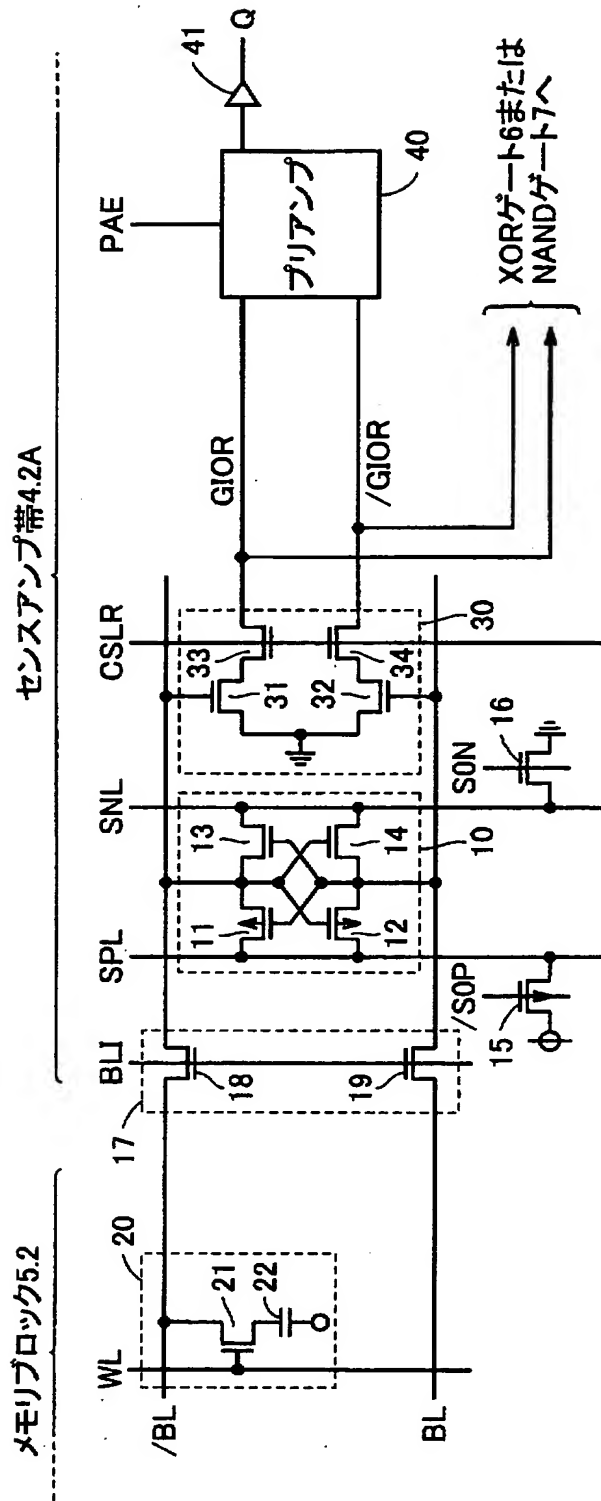 メモリブロック5.2
センスアンプ帯4.2A
WL
20
/BL
21
22
BL
17
BLI
18
19
SPL
SNL
11
13
12
14
10
/SOP
15
SON
16
CSLR
33
31
32
34
30
GIOR
/GIOR
PAE
プリアンプ
40
41
Q
XORゲート6または
NANDゲート7へ